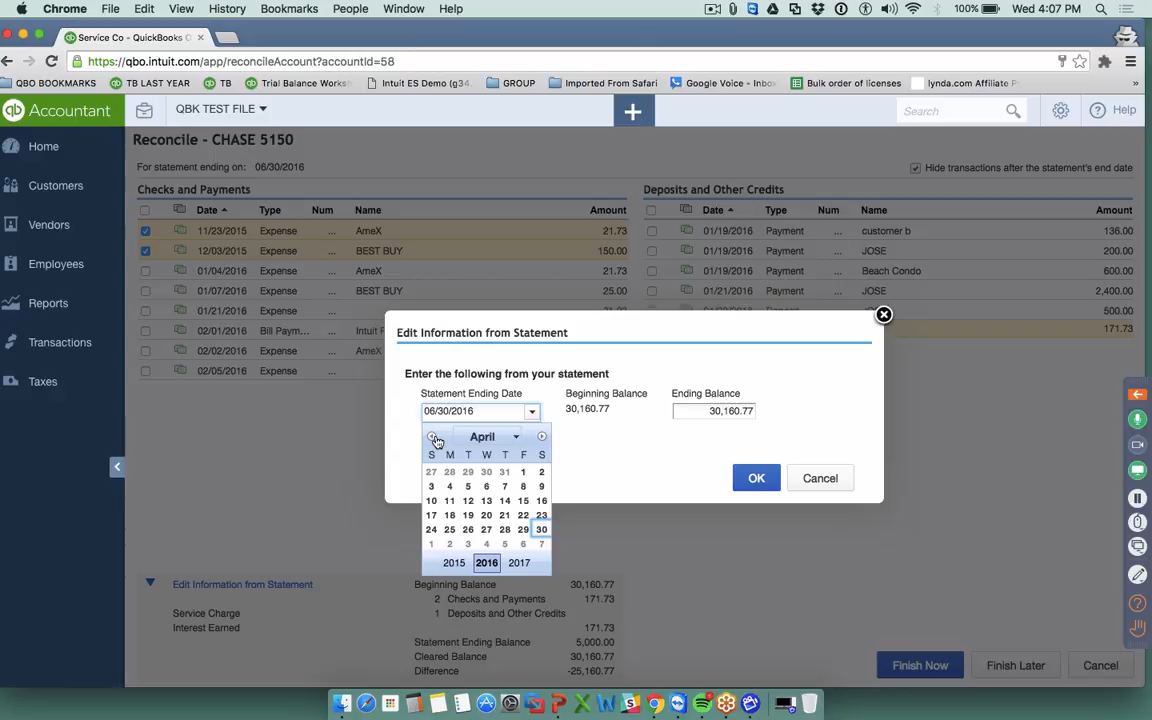 Chrome File Edit View History Bookmarks People Window Help 100% Wed 4:07 PM
Service Co - QuickBooks
https://qbo.intuit.com/app/reconcileAccount?accountId=58
QBO BOOKMARKS TB LAST YEAR TB Trial Balance Works Intuit ES Demo (g34. GROUP Imported From Safari Google Voice - Inbo Bulk order of licenses lynda.com Affiliate P »
qb Accountant QBK TEST FILE + Search Help
Reconcile - CHASE 5150
Home
For statement ending on: 06/30/2016 Hide transactions after the statement's end date
Customers
Checks and Payments Deposits and Other Credits
Date Type Num Name Amount Date Type Num Name Amount
Vendors
11/23/2015 Expense ... AmeX 21.73 01/19/2016 Payment ... customer b 136.00
12/03/2015 Expense ... BEST BUY 150.00 01/19/2016 Payment ... JOSE 200.00
Employees
01/04/2016 Expense ... AmeX 21.73 01/19/2016 Payment ... Beach Condo 600.00
01/07/2016 Expense ... BEST BUY 25.00 01/21/2016 Payment ... JOSE 2,400.00
Reports
01/21/2016 Expense ... 500.00
02/01/2016 Bill Paym... Intuit 171.73
Transactions
02/02/2016 Expense ... AmeX
02/05/2016 Expense ...
Taxes
Edit Information from Statement
Enter the following from your statement
Statement Ending Date Beginning Balance Ending Balance
06/30/2016 30,160.77 30,160.77
April
S M T W T F S
27 28 29 30 31 1 2
3 4 5 6 7 8 9
10 11 12 13 14 15 16
17 18 19 20 21 22 23
24 25 26 27 28 29 30
1 2 3 4 5 6 7
2015 2016 2017
OK Cancel
Edit Information from Statement Beginning Balance 30,160.77
2 Checks and Payments 171.73
Service Charge 1 Deposits and Other Credits
Interest Earned 171.73
Statement Ending Balance 5,000.00
Cleared Balance 30,160.77
Difference -25,160.77
Finish Now Finish Later Cancel